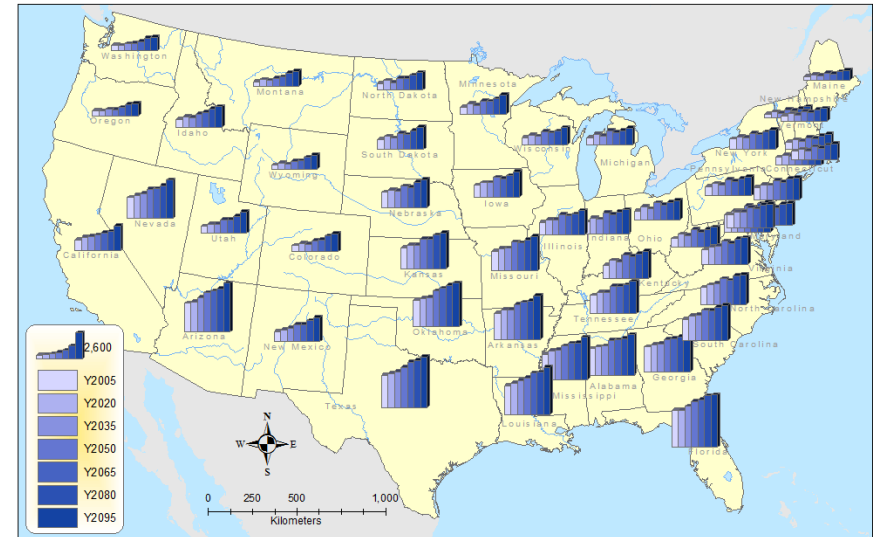 Washington
Montana
North Dakota
Minnesota
Maine
New Hampshire
Vermont
Oregon
Idaho
South Dakota
Wisconsin
Michigan
New York
Wyoming
Pennsylvania
Connecticut
Nevada
Nebraska
Iowa
California
Utah
Colorado
Kansas
Missouri
Illinois
Indiana
Ohio
Virginia
Kentucky
Arizona
New Mexico
Oklahoma
Arkansas
Tennessee
North Carolina
South Carolina
Texas
Louisiana
Mississippi
Alabama
Georgia
Florida
2,600
Y2005
Y2020
Y2035
Y2050
Y2065
Y2080
Y2095
N
W E
S
0 250 500 1,000
Kilometers